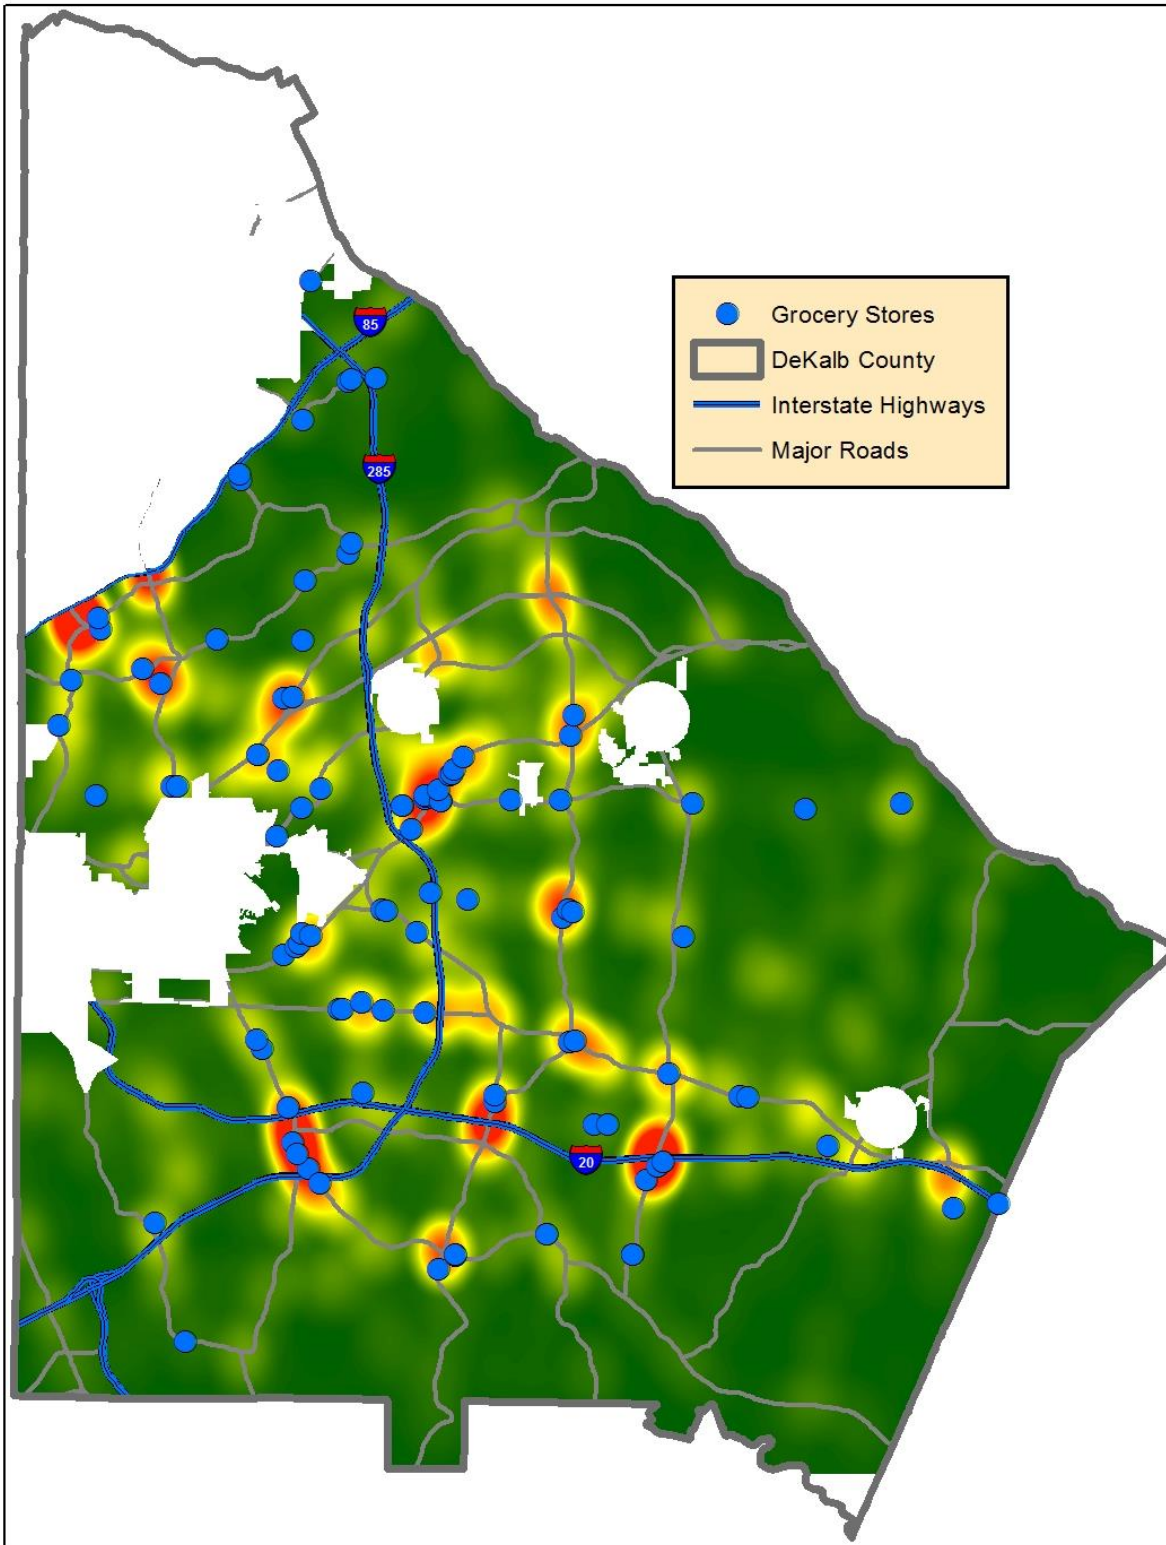 85
Grocery Stores
DeKalb County
Interstate Highways
Major Roads
285
20